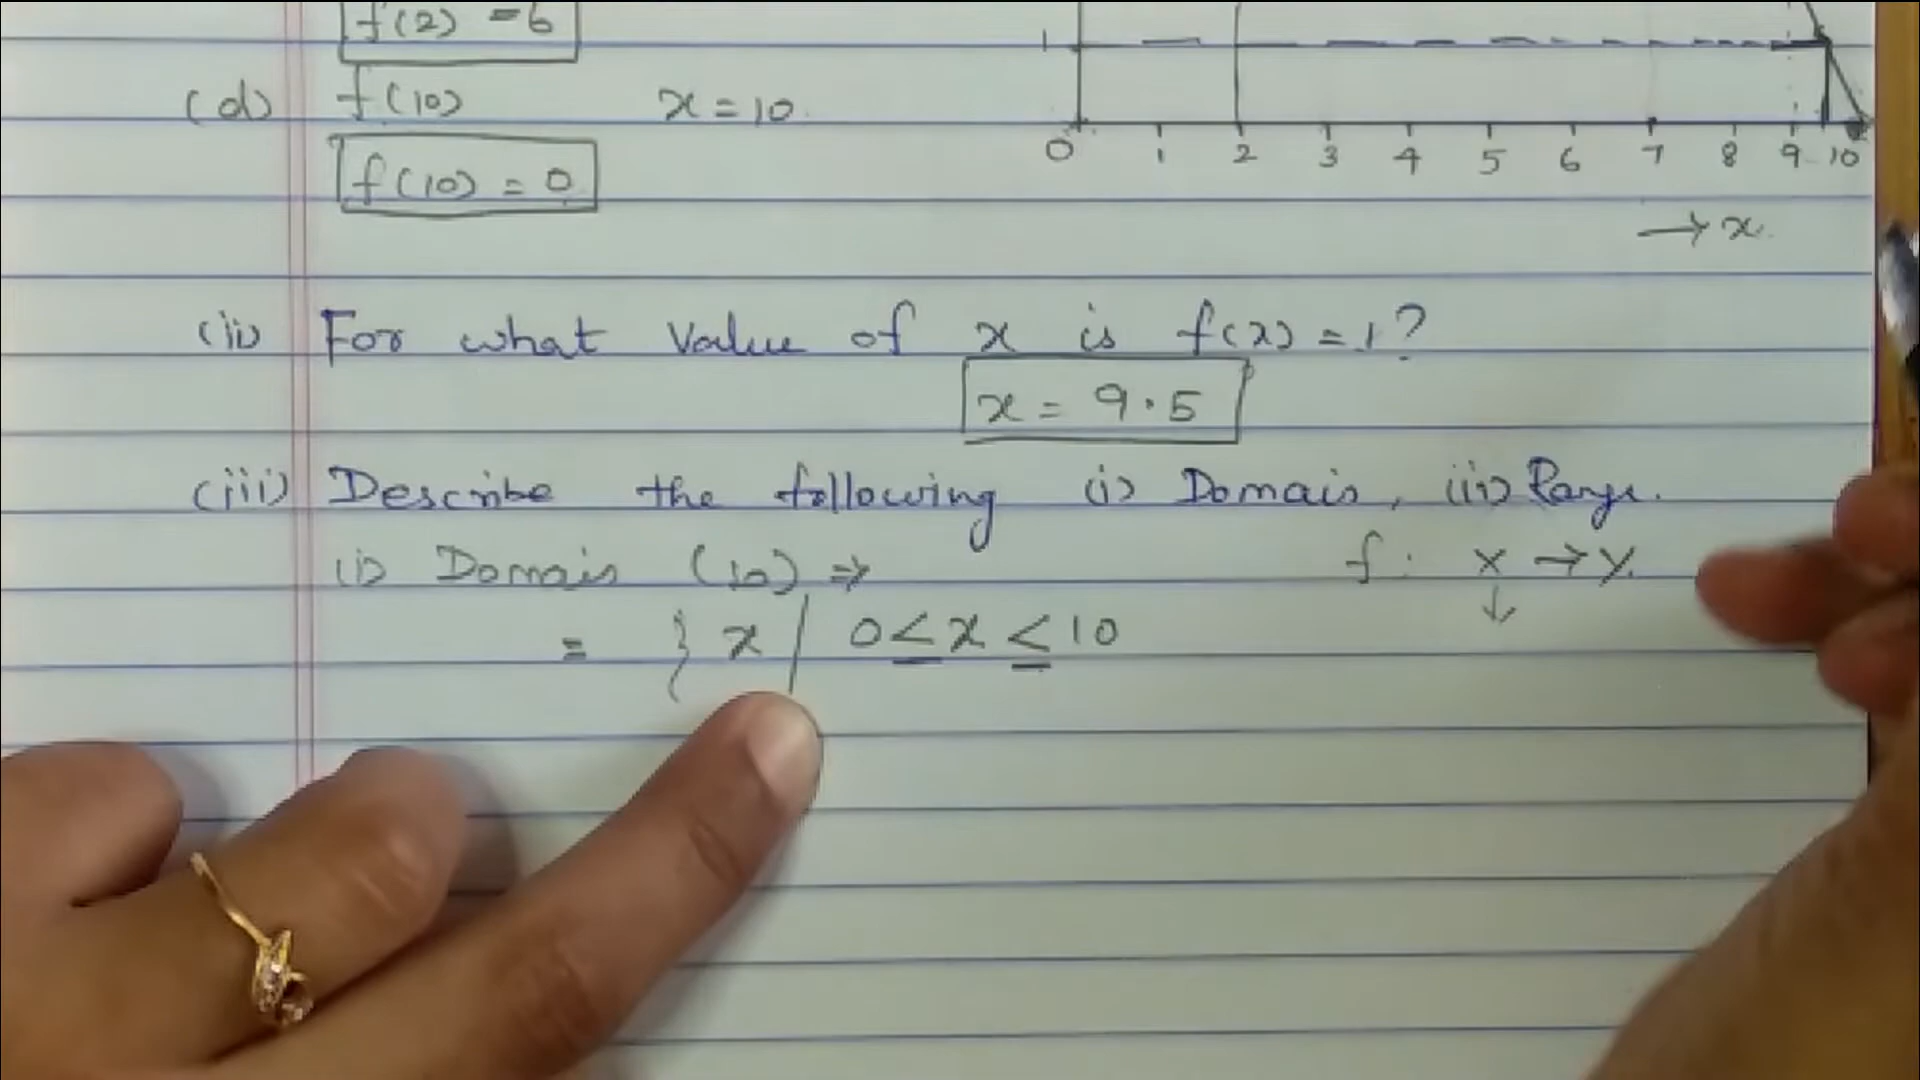 f(2) = 6
(d) f(10) x = 10
f(10) = 0
1
0 1 2 3 4 5 6 7 8 9 10
→ x
(ii) For what value of x is f(x) = 1?
x = 9.5
(iii) Describe the following (i) Domain, (ii) Range.
(i) Domain (10) ⇒ f: X → Y.
↓
= { x / 0 ≤ x ≤ 10